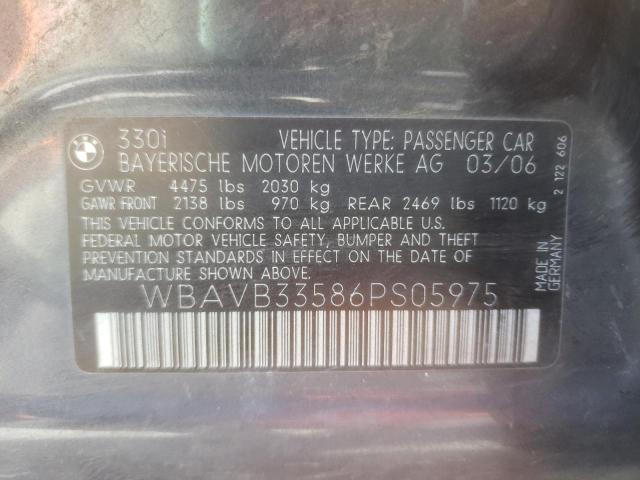 BMW
330i VEHICLE TYPE: PASSENGER CAR
BAYERISCHE MOTOREN WERKE AG 03/06
GVWR 4475 lbs 2030 kg
GAWR FRONT 2138 lbs 970 kg REAR 2469 lbs 1120 kg
THIS VEHICLE CONFORMS TO ALL APPLICABLE U.S.
FEDERAL MOTOR VEHICLE SAFETY, BUMPER AND THEFT
PREVENTION STANDARDS IN EFFECT ON THE DATE OF
MANUFACTURE SHOWN ABOVE.
WBAVB33586PS05975
MADE IN
GERMANY
2 122 606